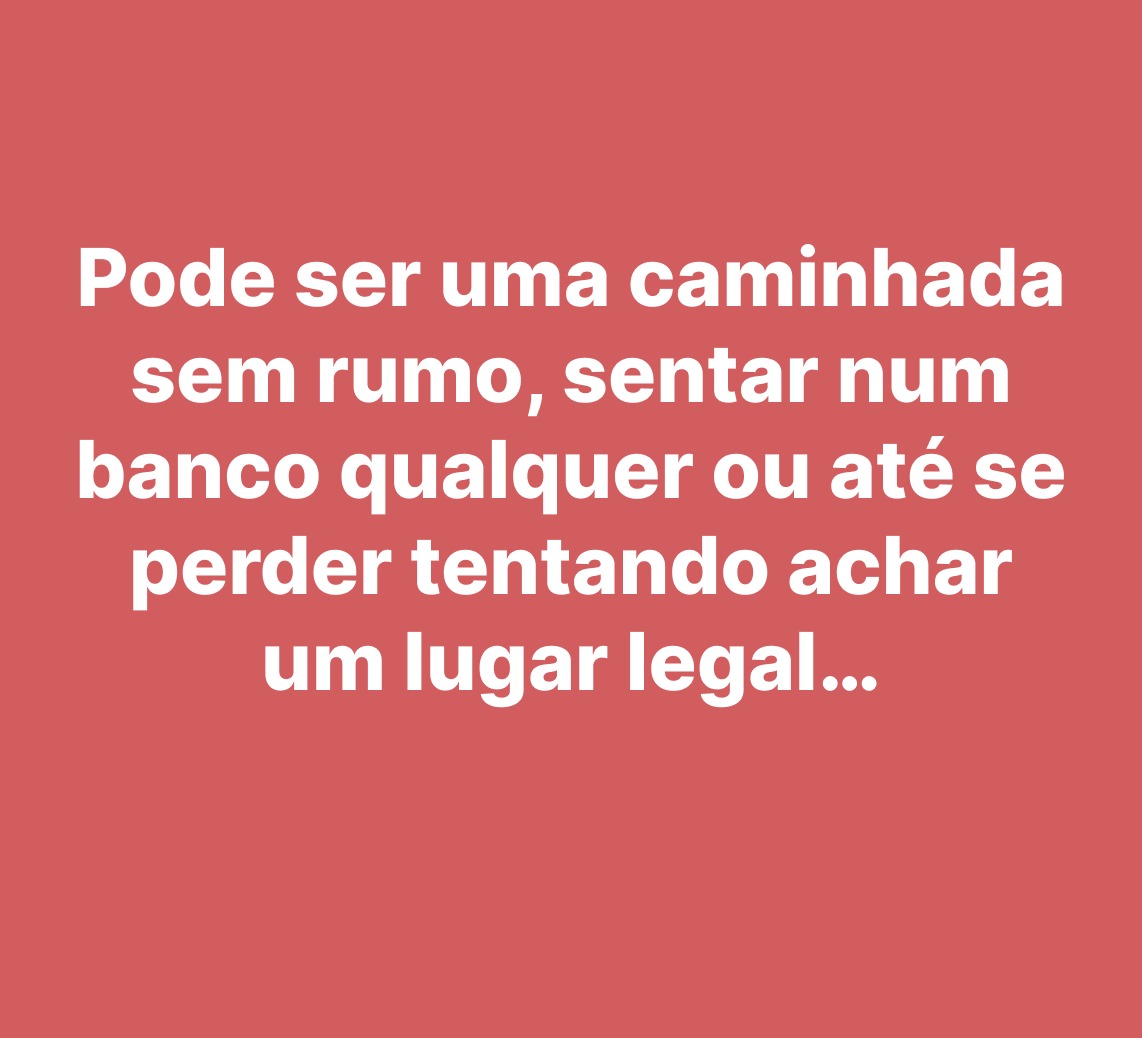 Pode ser uma caminhada
sem rumo, sentar num
banco qualquer ou até se
perder tentando achar
um lugar legal...